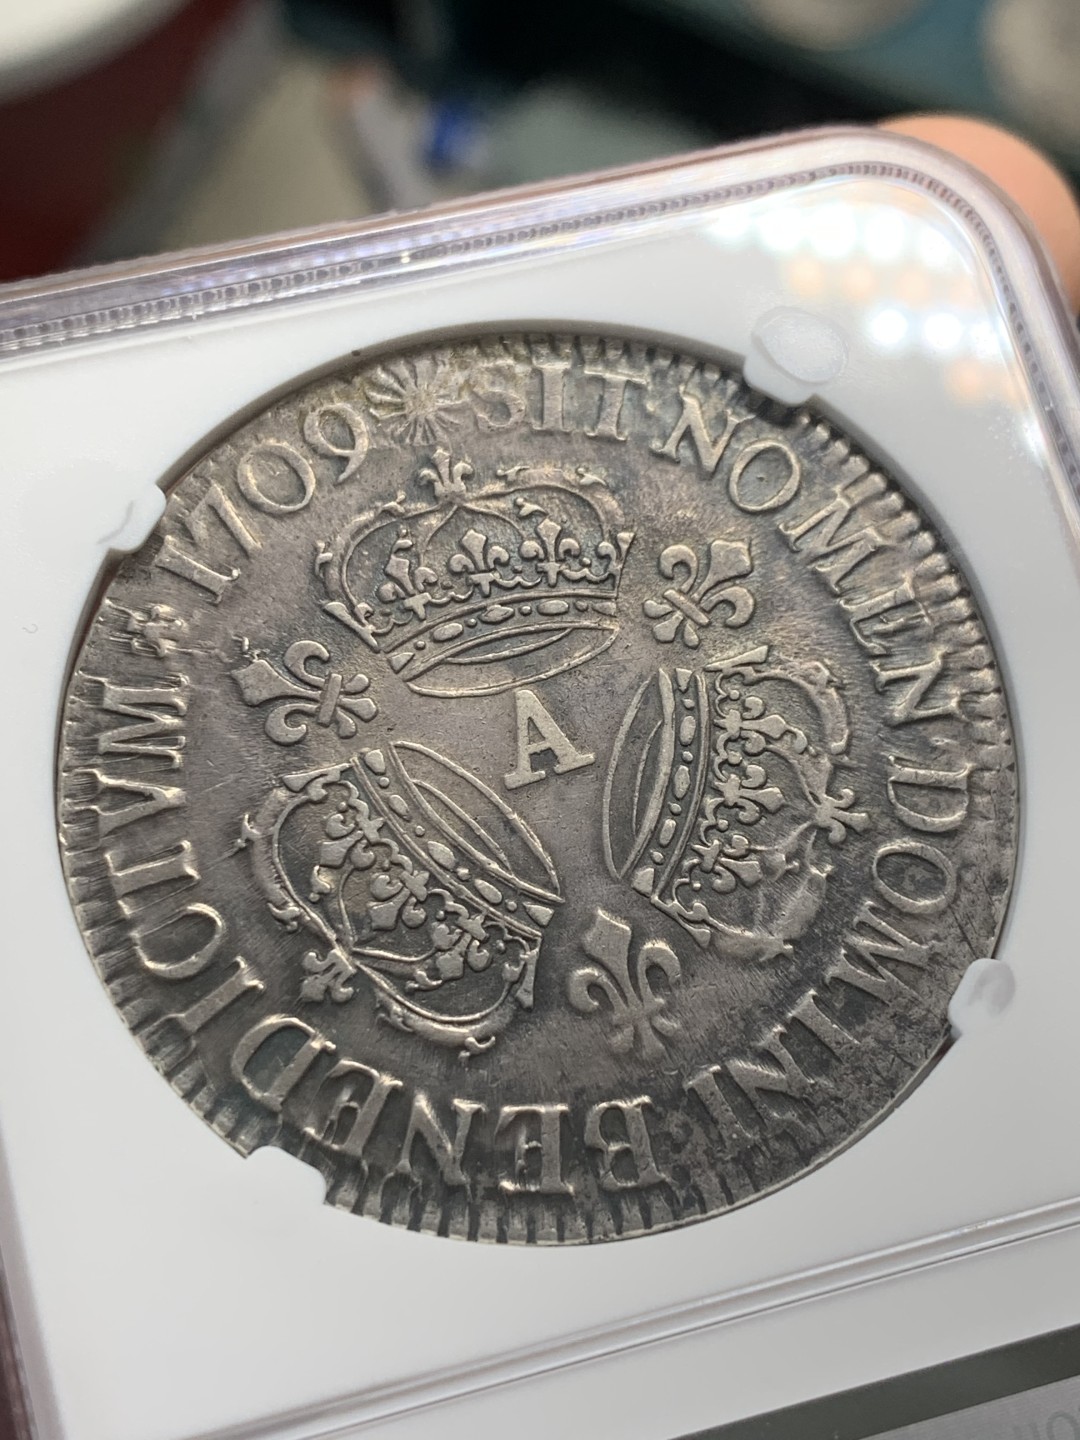 1709 SIT NOMEN DOMINI BENEDICTVM
A